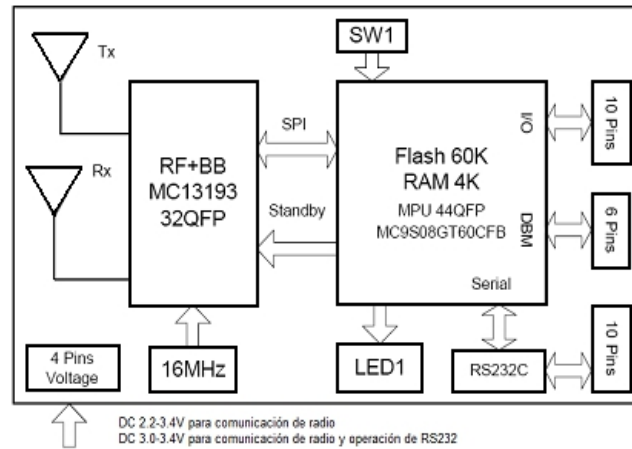 Tx
Rx
RF+BB
MC13193
32QFP
SPI
Standby
SW1
Flash 60K
RAM 4K
MPU 44QFP
MC9S08GT60CFB
I/O
DBM
Serial
10 Pins
6 Pins
10 Pins
4 Pins
Voltage
16MHz
LED1
RS232C
DC 2.2-3.4V para comunicación de radio
DC 3.0-3.4V para comunicación de radio y operación de RS232